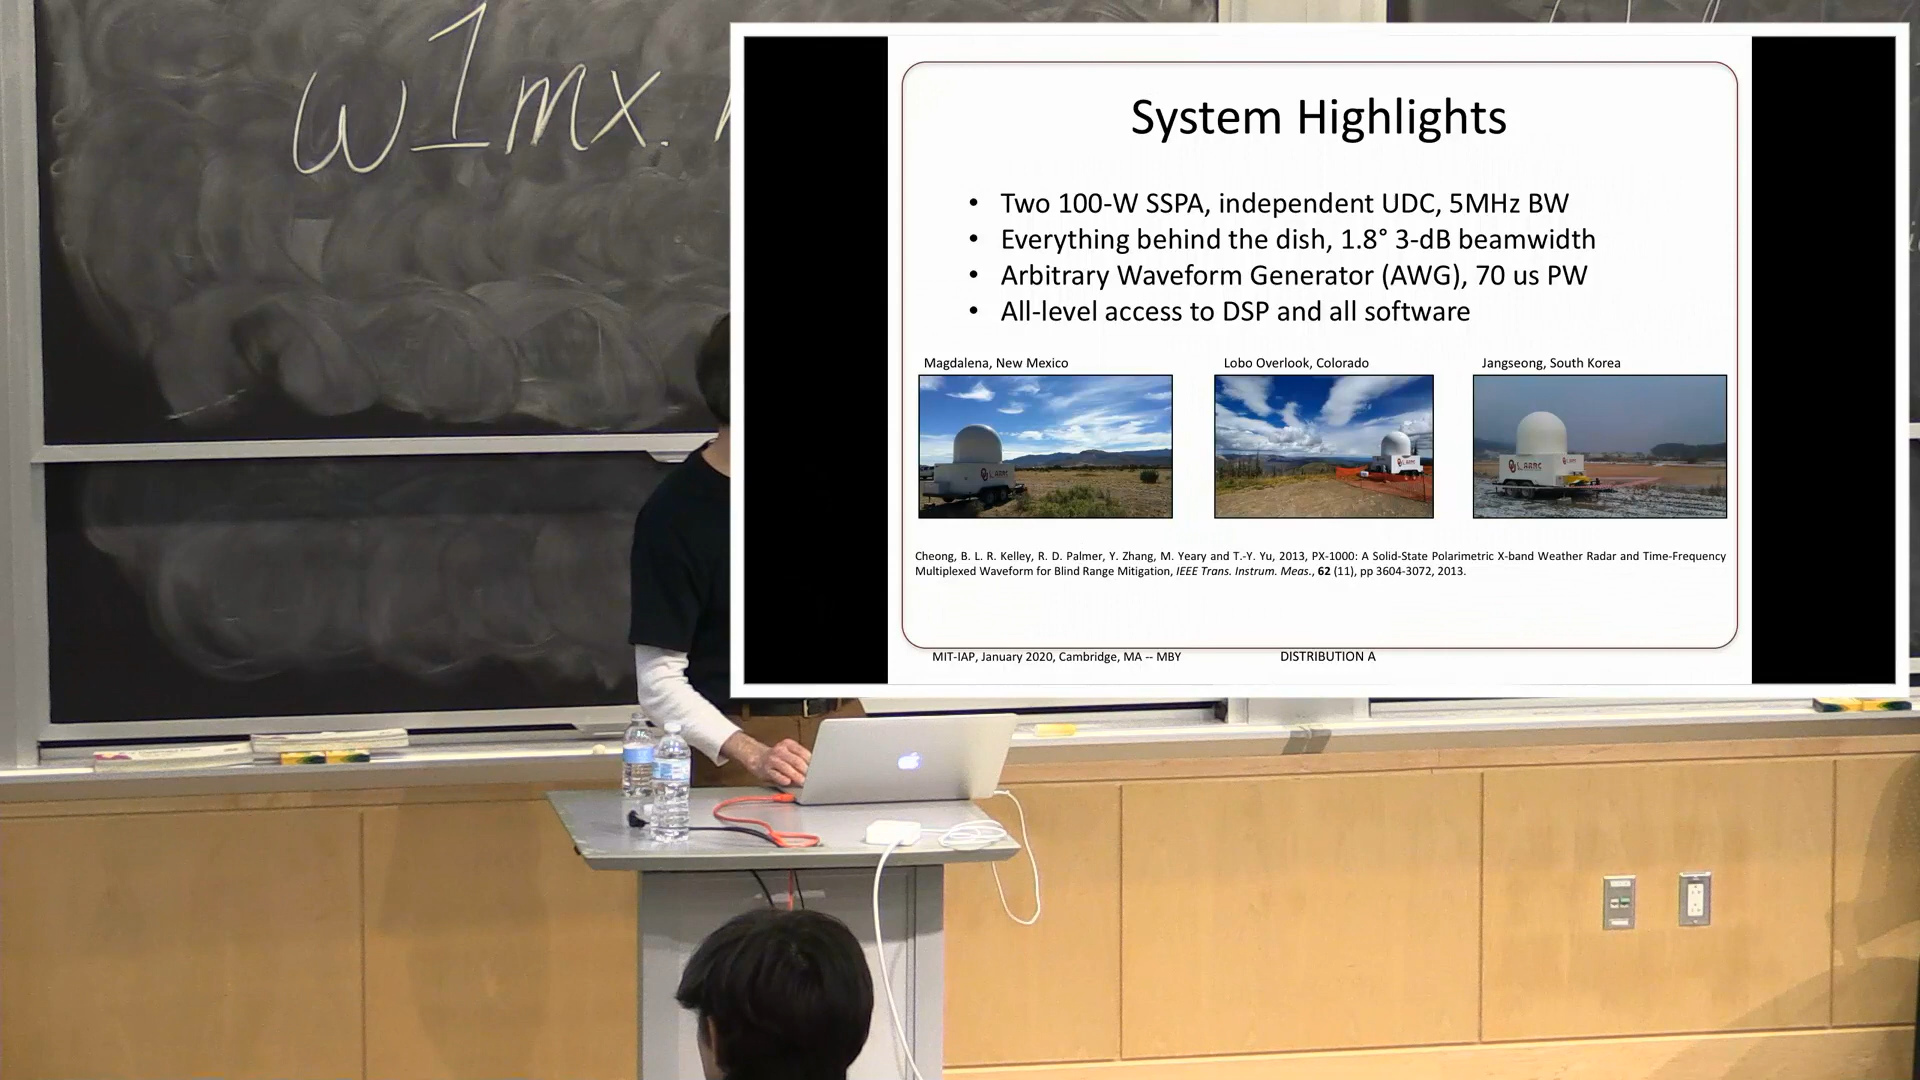 w1mx.
System Highlights
• Two 100-W SSPA, independent UDC, 5MHz BW
• Everything behind the dish, 1.8° 3-dB beamwidth
• Arbitrary Waveform Generator (AWG), 70 us PW
• All-level access to DSP and all software
Magdalena, New Mexico
Lobo Overlook, Colorado
Jangseong, South Korea
Cheong, B. L. R. Kelley, R. D. Palmer, Y. Zhang, M. Yeary and T.-Y. Yu, 2013, PX-1000: A Solid-State Polarimetric X-band Weather Radar and Time-Frequency
Multiplexed Waveform for Blind Range Mitigation, IEEE Trans. Instrum. Meas., 62 (11), pp 3604-3072, 2013.
MIT-IAP, January 2020, Cambridge, MA -- MBY
DISTRIBUTION A